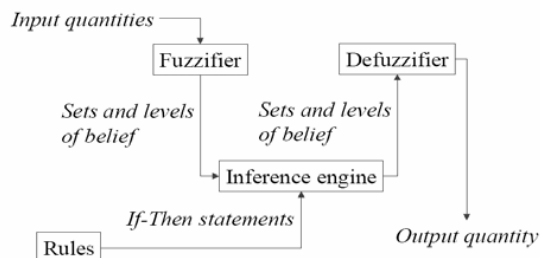 Input quantities
Fuzzifier
Defuzzifier
Sets and levels
of belief
Sets and levels
of belief
Inference engine
If-Then statements
Rules
Output quantity